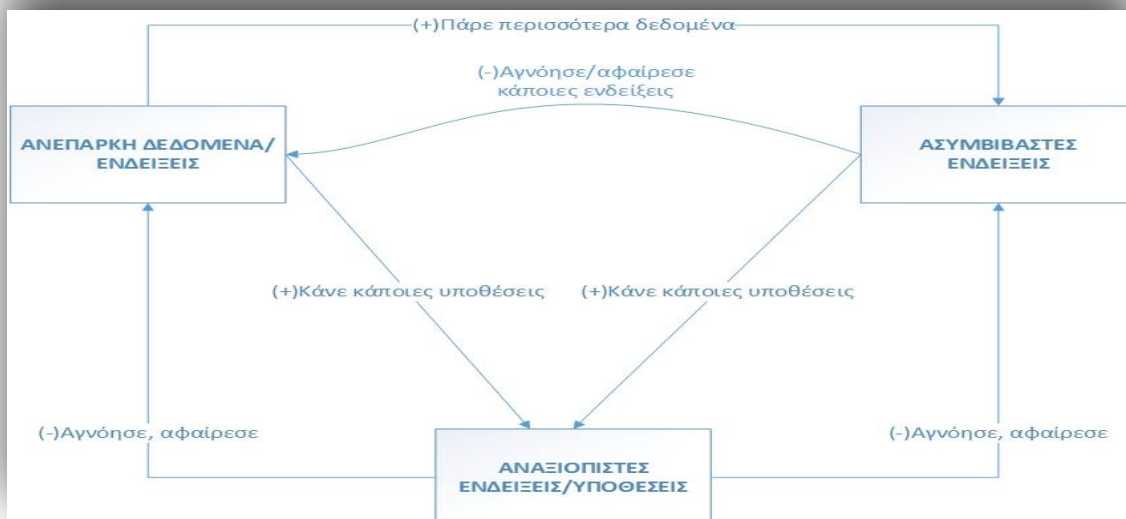 (+)Πάρε περισσότερα δεδομένα
(-)Αγνόησε/αφαίρεσε
κάποιες ενδείξεις
ΑΝΕΠΑΡΚΗ ΔΕΔΟΜΕΝΑ/
ΕΝΔΕΙΞΕΙΣ
ΑΣΥΜΒΙΒΑΣΤΕΣ
ΕΝΔΕΙΞΕΙΣ
(+)Κάνε κάποιες υποθέσεις
(+)Κάνε κάποιες υποθέσεις
(-)Αγνόησε, αφαίρεσε
(-)Αγνόησε, αφαίρεσε
ΑΝΑΞΙΟΠΙΣΤΕΣ
ΕΝΔΕΙΞΕΙΣ/ΥΠΟΘΕΣΕΙΣ